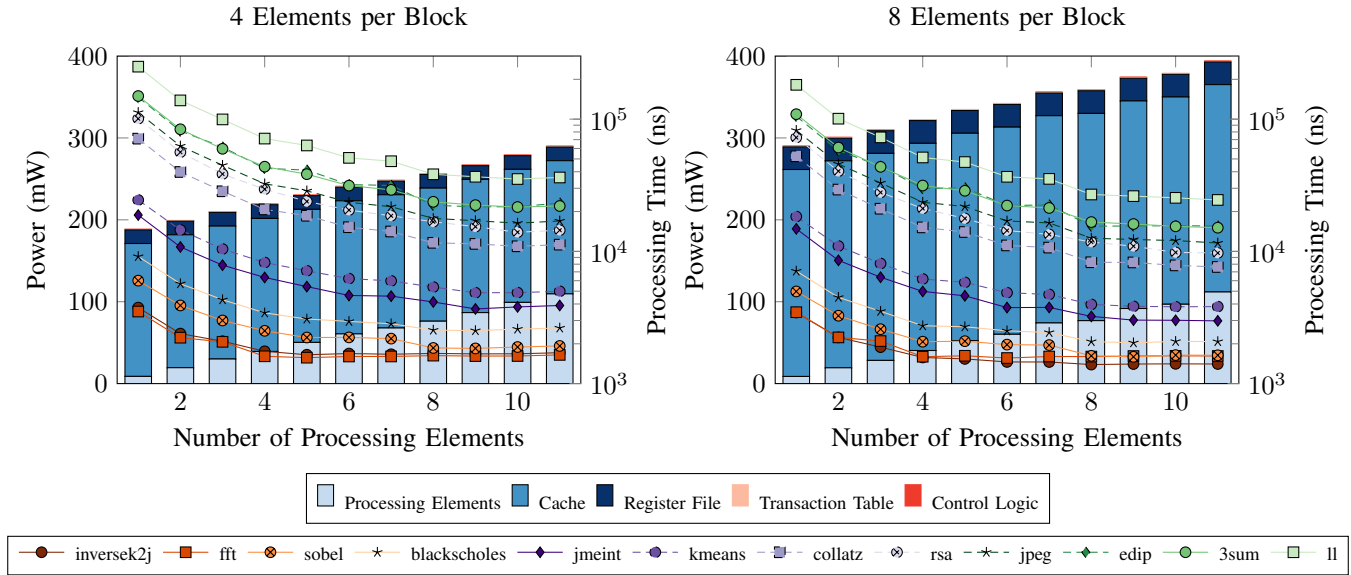 4 Elements per Block
8 Elements per Block
400
300
200
100
0
Power (mW)
2 4 6 8 10
Number of Processing Elements
10^5
10^4
10^3
Processing Time (ns)
400
300
200
100
0
Power (mW)
2 4 6 8 10
Number of Processing Elements
10^5
10^4
10^3
Processing Time (ns)
Processing Elements Cache Register File Transaction Table Control Logic
inversek2j fft sobel blackscholes jmeint kmeans collatz rsa jpeg edip 3sum ll